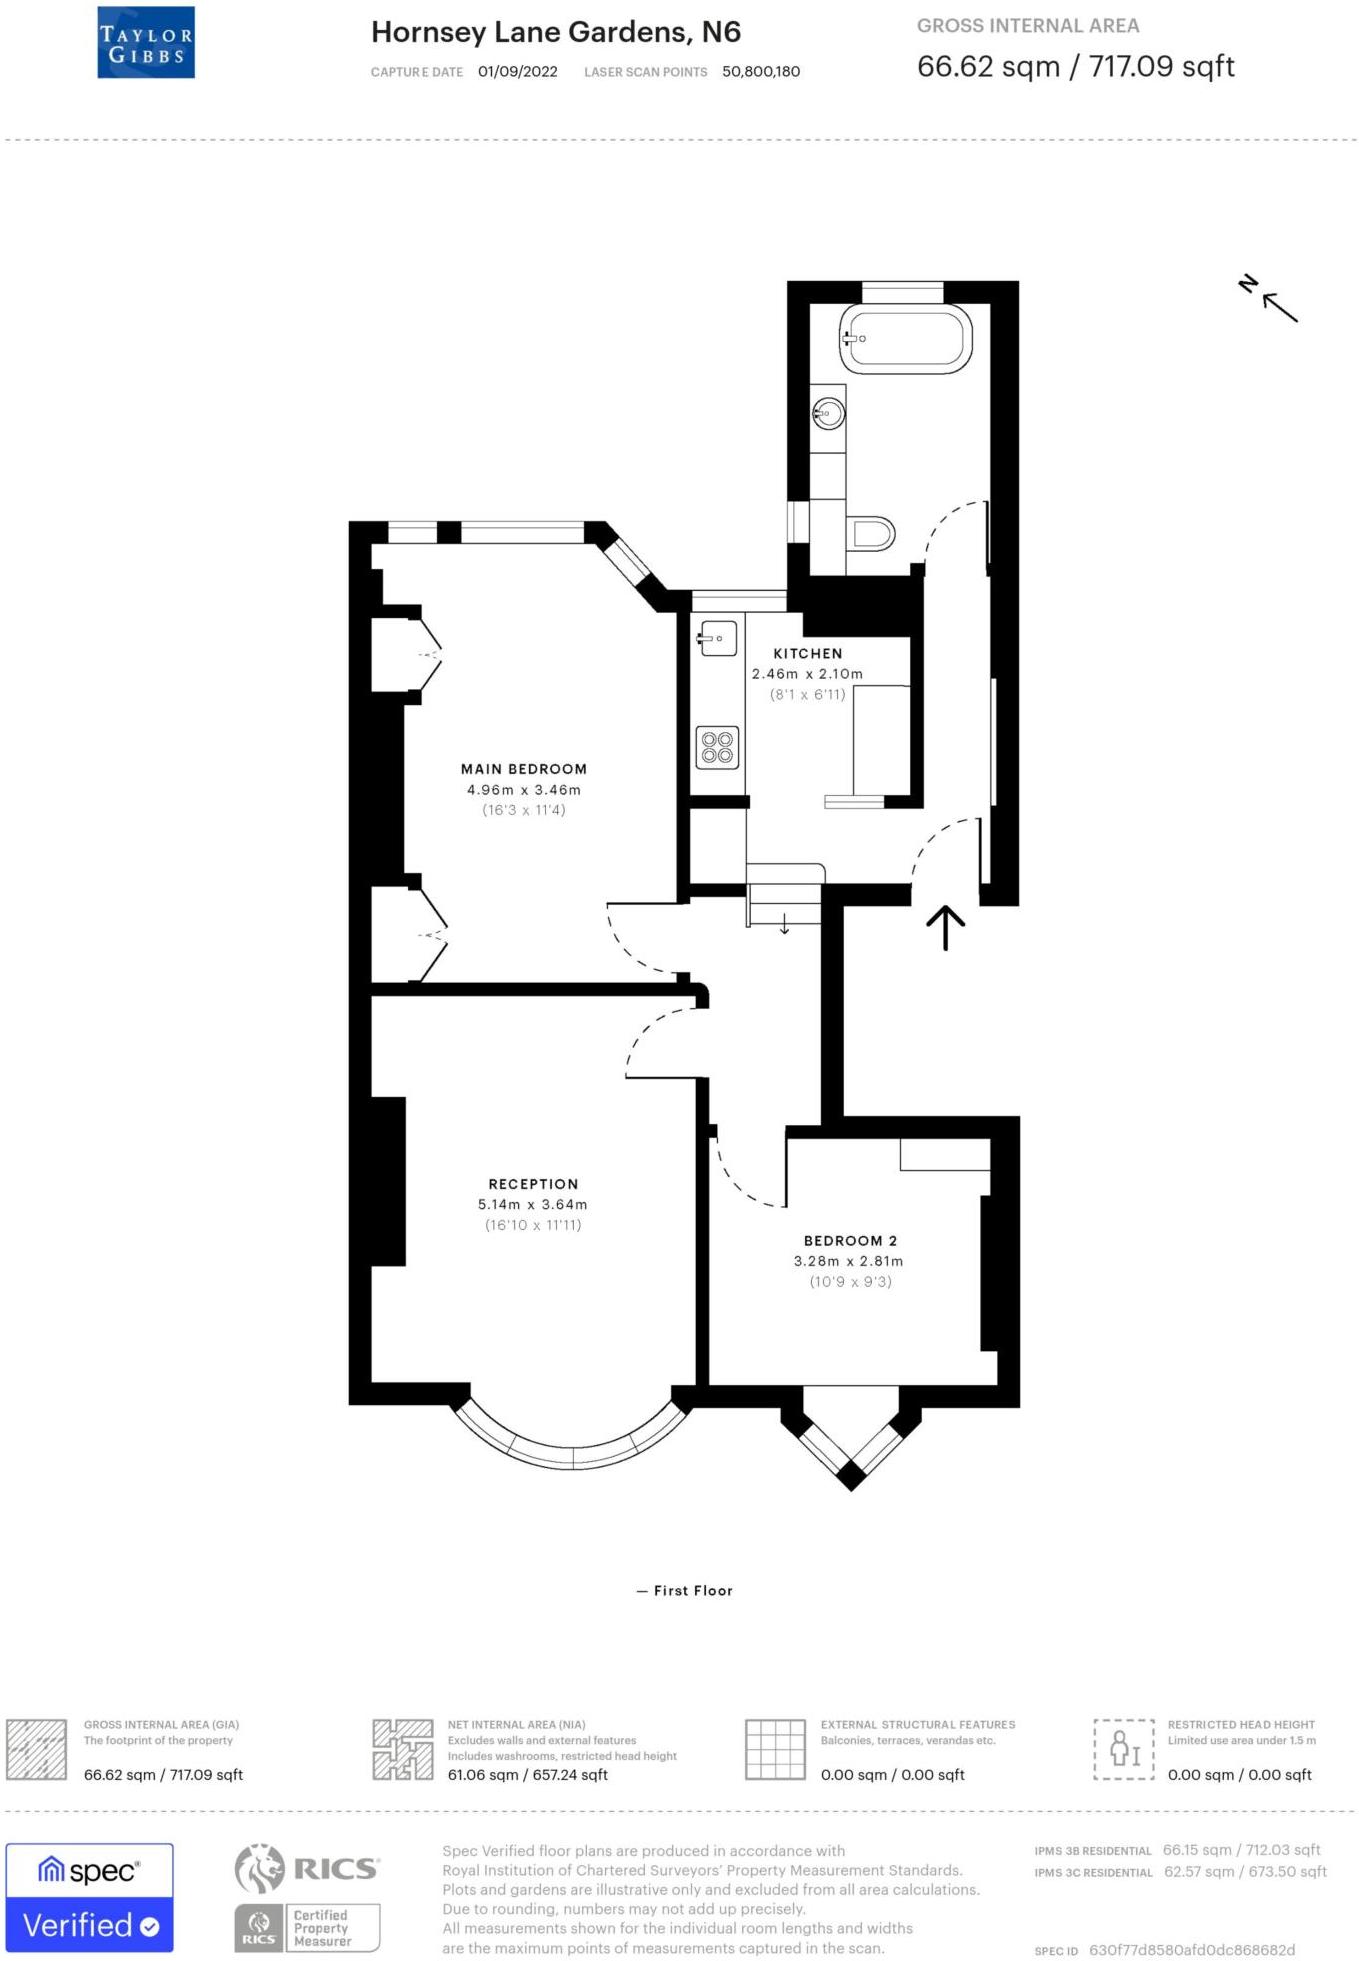 TAYLOR
GIBBS
Hornsey Lane Gardens, N6
CAPTURE DATE 01/09/2022 LASER SCAN POINTS 50,800,180
GROSS INTERNAL AREA
66.62 sqm / 717.09 sqft
N
KITCHEN
2.46m x 2.10m
(8'1 x 6'11)
MAIN BEDROOM
4.96m x 3.46m
(16'3 x 11'4)
RECEPTION
5.14m x 3.64m
(16'10 x 11'11)
BEDROOM 2
3.28m x 2.81m
(10'9 x 9'3)
— First Floor
GROSS INTERNAL AREA (GIA)
The footprint of the property
66.62 sqm / 717.09 sqft
NET INTERNAL AREA (NIA)
Excludes walls and external features
Includes washrooms, restricted head height
61.06 sqm / 657.24 sqft
EXTERNAL STRUCTURAL FEATURES
Balconies, terraces, verandas etc.
0.00 sqm / 0.00 sqft
RESTRICTED HEAD HEIGHT
Limited use area under 1.5 m
0.00 sqm / 0.00 sqft
spec®
Verified
RICS®
RICS
Certified
Property
Measurer
Spec Verified floor plans are produced in accordance with
Royal Institution of Chartered Surveyors' Property Measurement Standards.
Plots and gardens are illustrative only and excluded from all area calculations.
Due to rounding, numbers may not add up precisely.
All measurements shown for the individual room lengths and widths
are the maximum points of measurements captured in the scan.
IPMS 3B RESIDENTIAL 66.15 sqm / 712.03 sqft
IPMS 3C RESIDENTIAL 62.57 sqm / 673.50 sqft
SPEC ID 630f77d8580afd0dc868682d